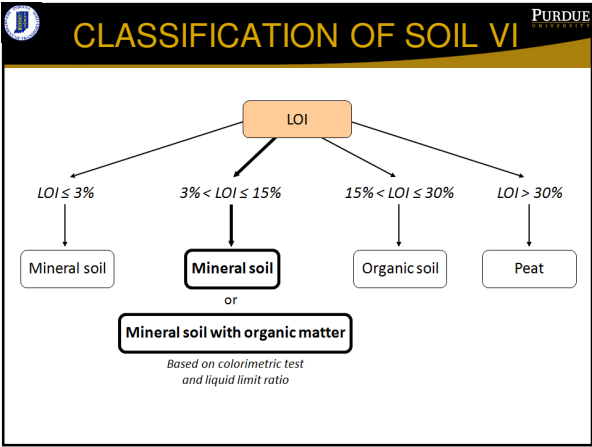 CLASSIFICATION OF SOIL VI
PURDUE
UNIVERSITY
LOI
LOI ≤ 3%
3% < LOI ≤ 15%
15% < LOI ≤ 30%
LOI > 30%
Mineral soil
Mineral soil
Organic soil
Peat
or
Mineral soil with organic matter
Based on colorimetric test
and liquid limit ratio